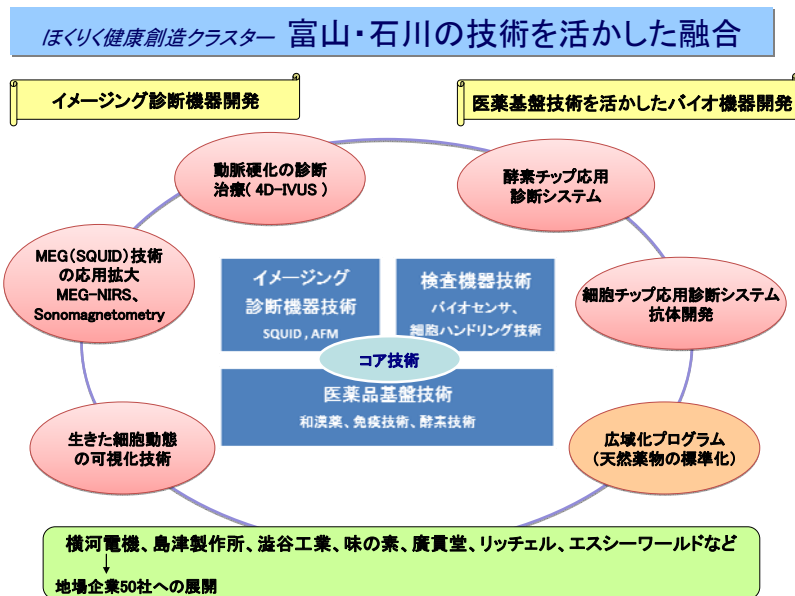 ほくりく健康創造クラスター 富山・石川の技術を活かした融合
イメージング診断機器開発
医薬基盤技術を活かしたバイオ機器開発
動脈硬化の診断
治療( 4D-IVUS )
酵素チップ応用
診断システム
MEG(SQUID)技術
の応用拡大
MEG-NIRS、
Sonomagnetometry
イメージング
診断機器技術
SQUID , AFM
検査機器技術
バイオセンサ、
細胞ハンドリング技術
細胞チップ応用診断システム
抗体開発
コア技術
医薬品基盤技術
和漢薬、免疫技術、酵素技術
生きた細胞動態
の可視化技術
広域化プログラム
(天然薬物の標準化)
横河電機、島津製作所、澁谷工業、味の素、廣貫堂、リッチェル、エスシーワールドなど
↓
地場企業50社への展開